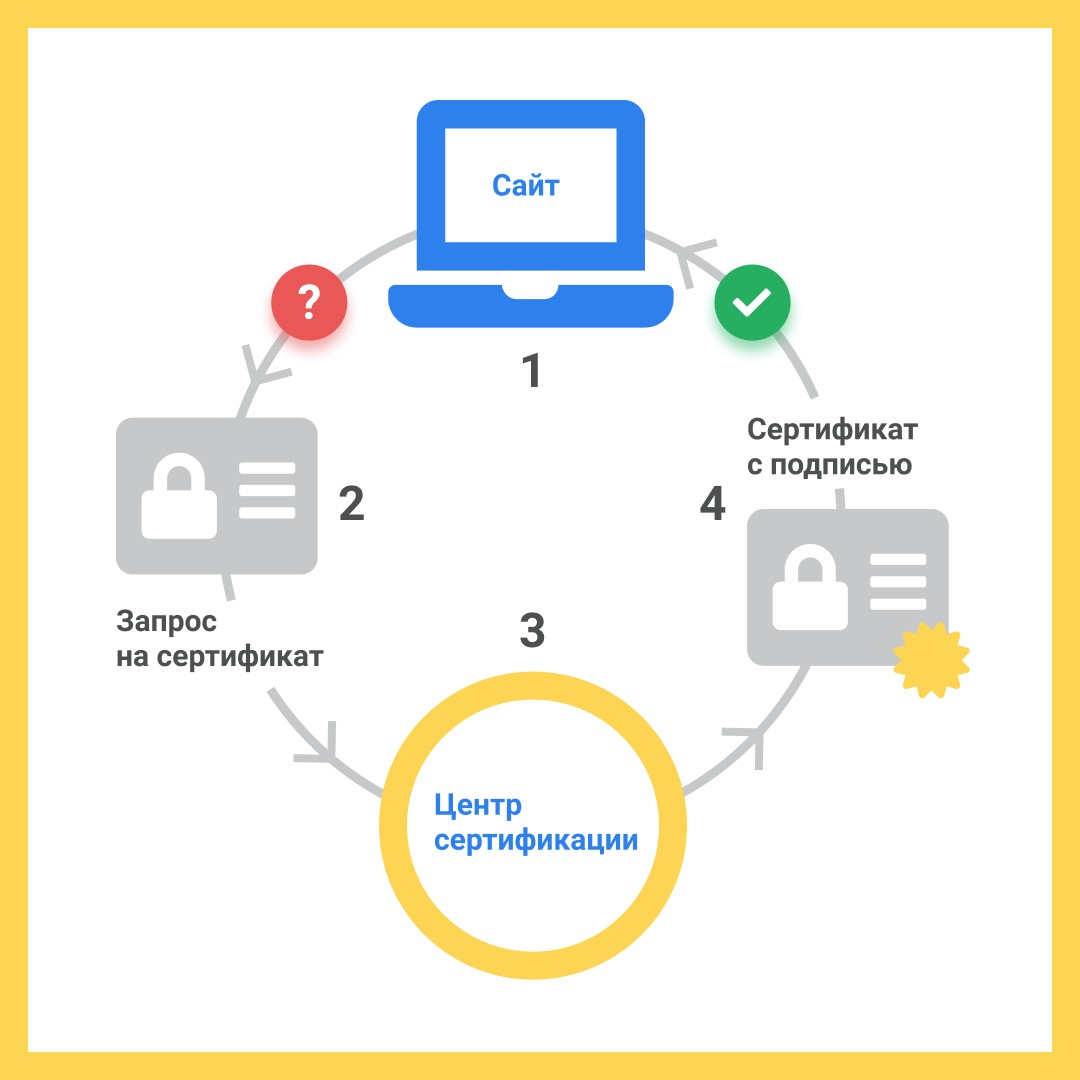 Сайт
?
1
Сертификат
с подписью
2
4
Запрос
на сертификат
3
Центр
сертификации